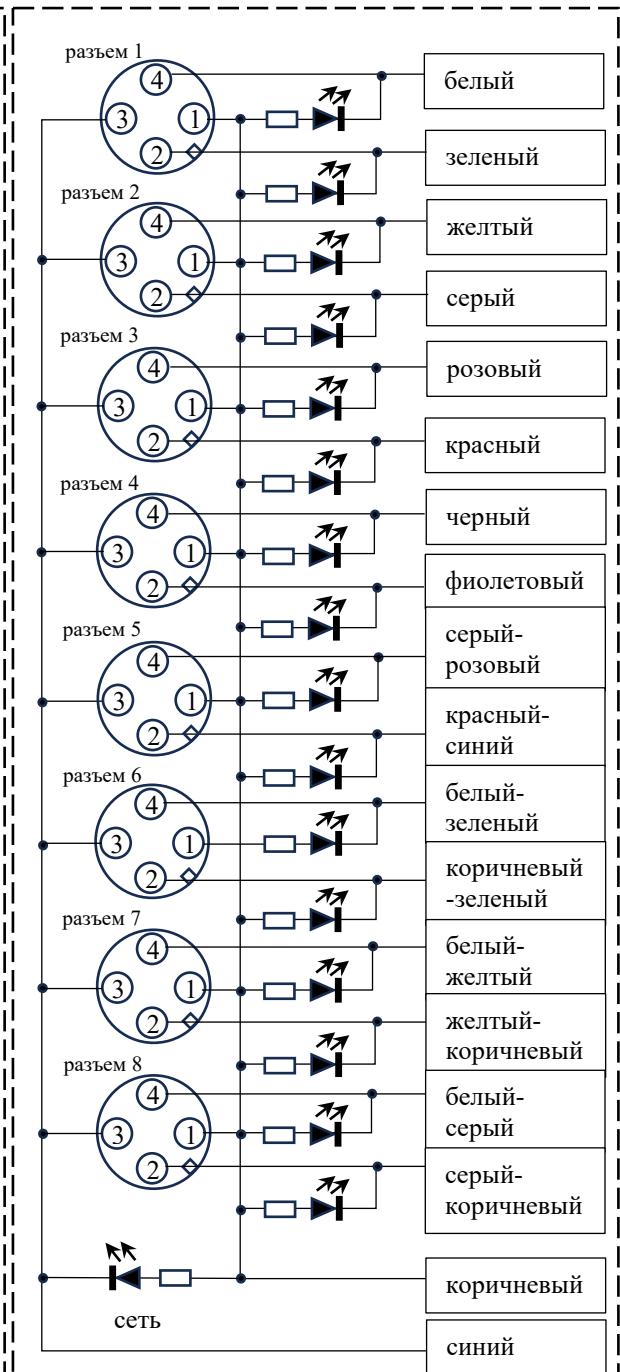 разъем 1
4
3
1
2
белый
зеленый
разъем 2
4
3
1
2
желтый
серый
разъем 3
4
3
1
2
розовый
красный
разъем 4
4
3
1
2
черный
фиолетовый
разъем 5
4
3
1
2
серый-
розовый
красный-
синий
разъем 6
4
3
1
2
белый-
зеленый
коричневый
-зеленый
разъем 7
4
3
1
2
белый-
желтый
желтый-
коричневый
разъем 8
4
3
1
2
белый-
серый
серый-
коричневый
сеть
коричневый
синий